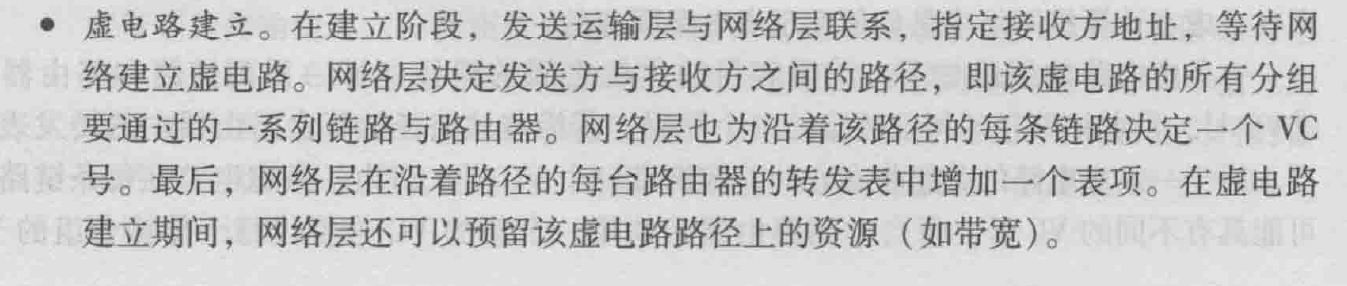 • 虚电路建立。在建立阶段，发送运输层与网络层联系，指定接收方地址，等待网
络建立虚电路。网络层决定发送方与接收方之间的路径，即该虚电路的所有分组
要通过的一系列链路与路由器。网络层也为沿着该路径的每条链路决定一个 VC
号。最后，网络层在沿着路径的每台路由器的转发表中增加一个表项。在虚电路
建立期间，网络层还可以预留该虚电路路径上的资源（如带宽）。